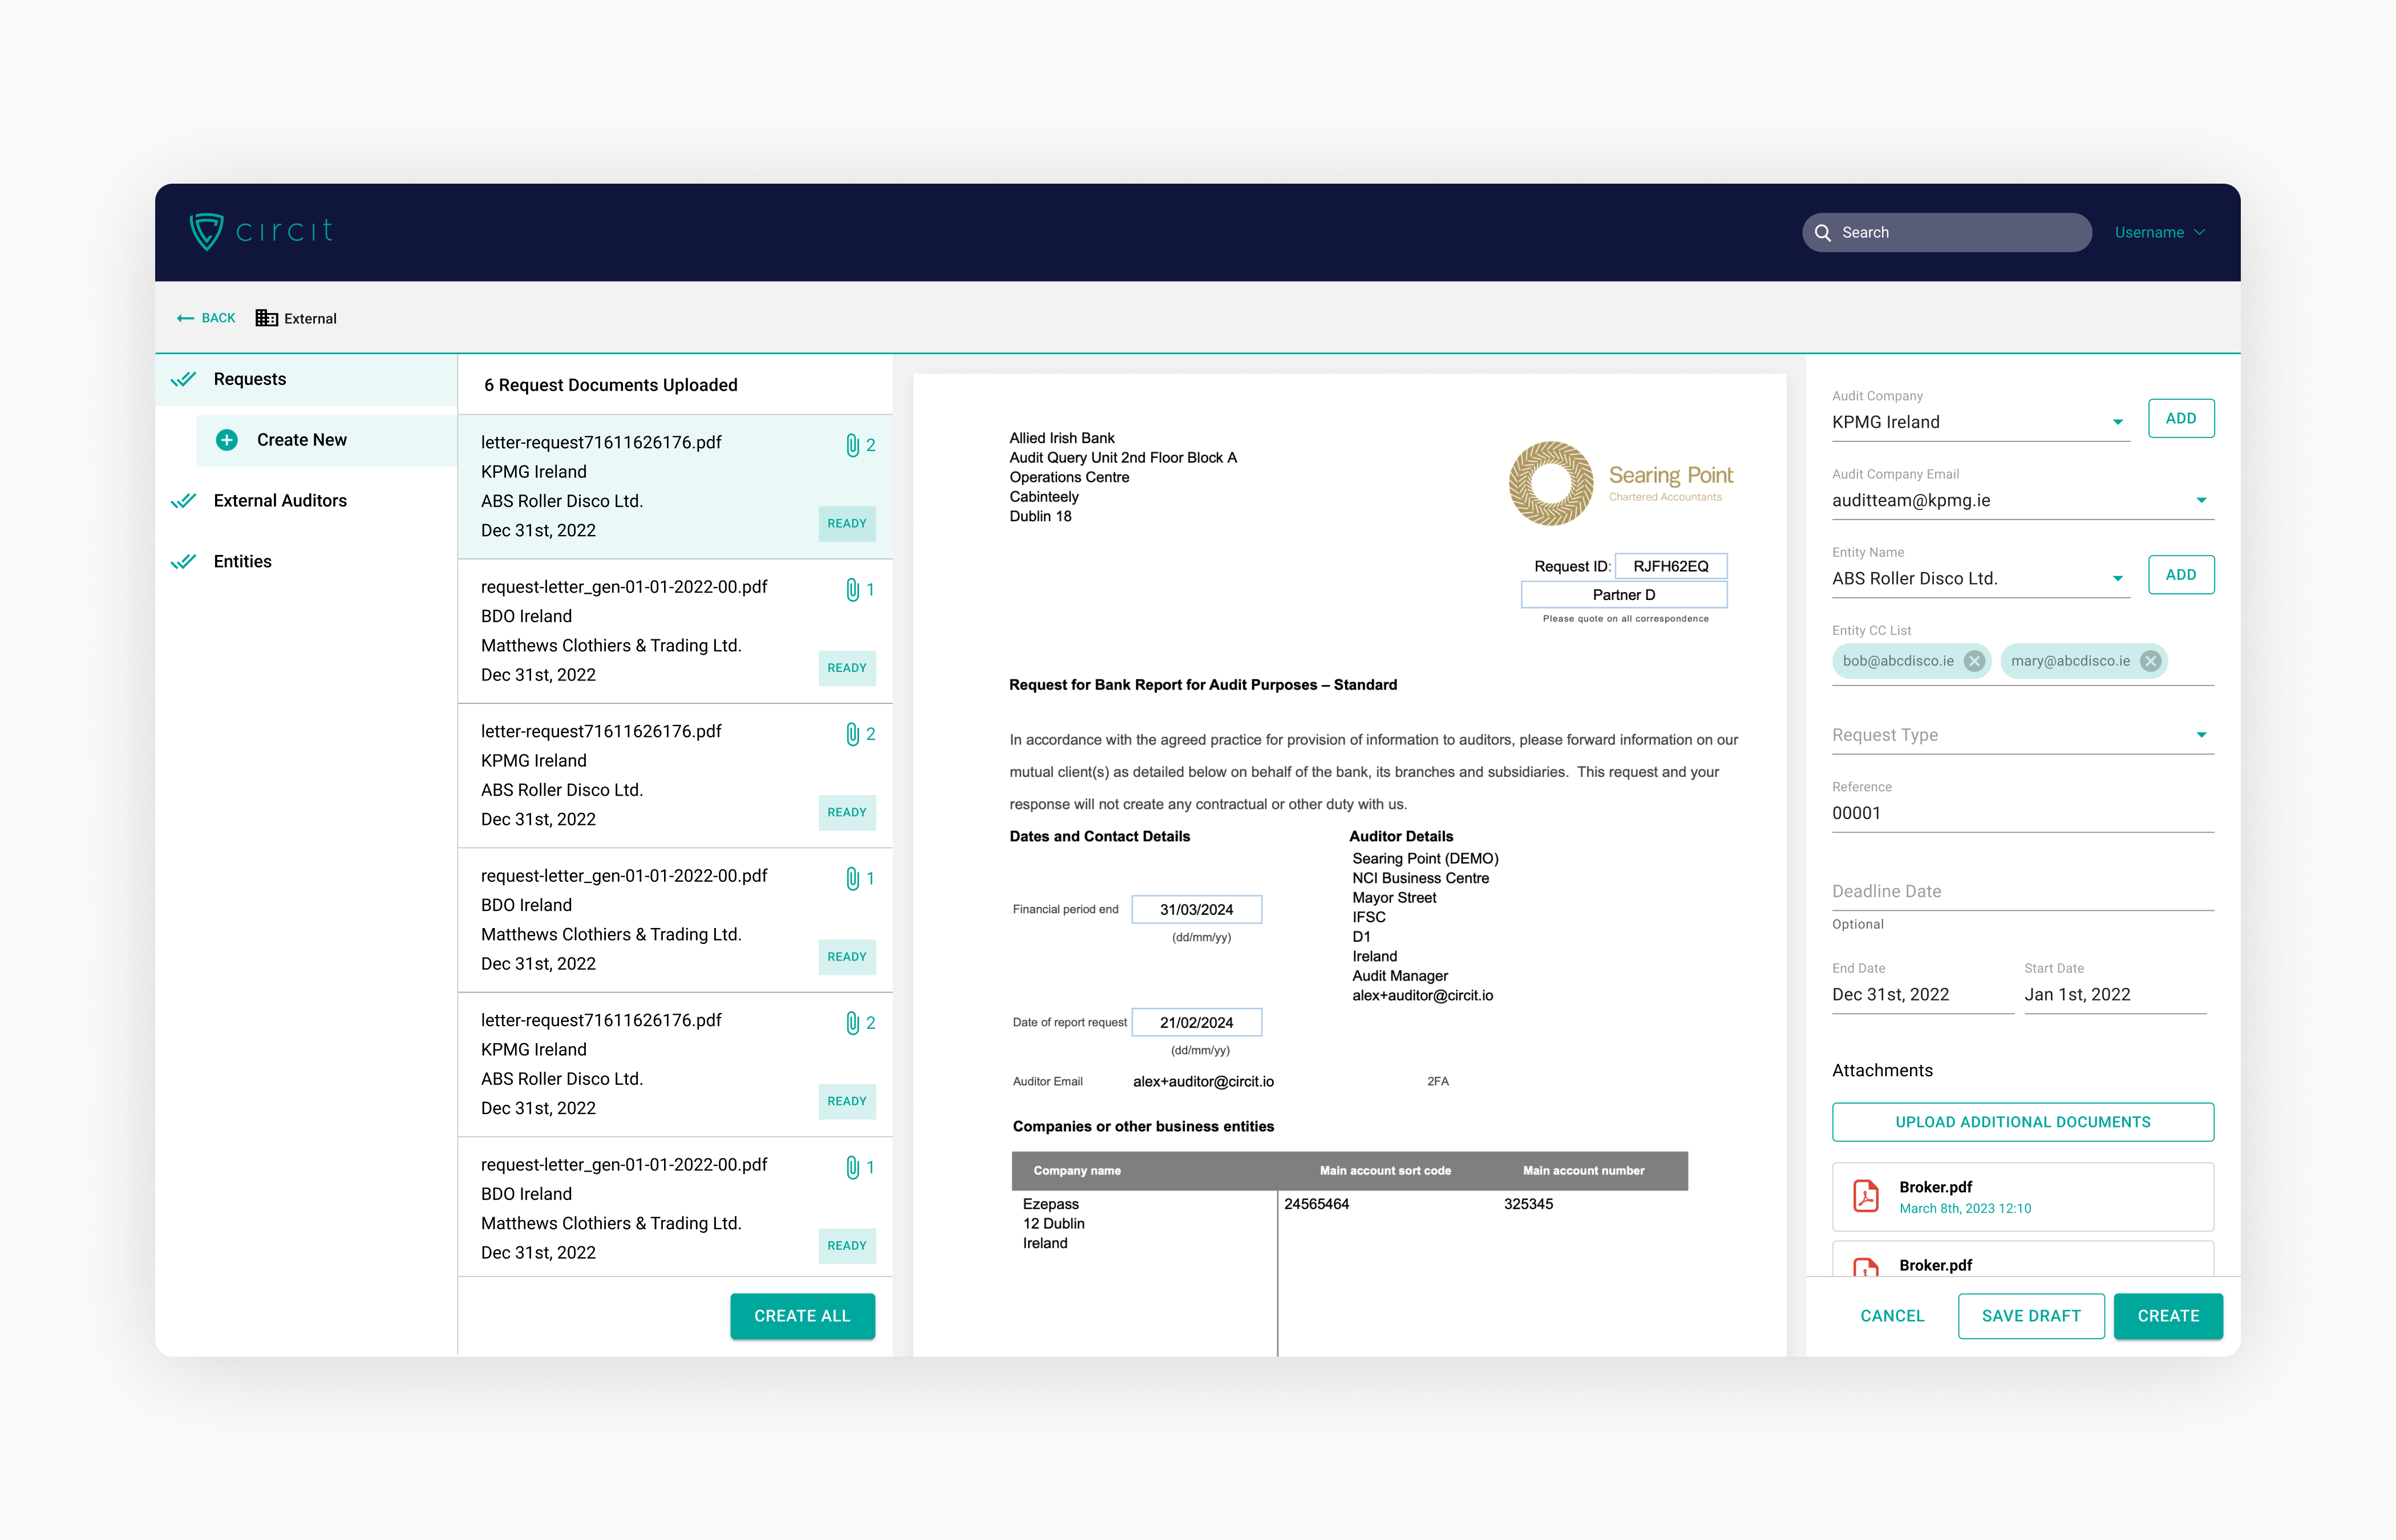 circit
Search
Username
BACK
External
Requests
Create New
External Auditors
Entities
6 Request Documents Uploaded
letter-request71611626176.pdf
2
KPMG Ireland
ABS Roller Disco Ltd.
Dec 31st, 2022
READY
request-letter_gen-01-01-2022-00.pdf
1
BDO Ireland
Matthews Clothiers & Trading Ltd.
Dec 31st, 2022
READY
letter-request71611626176.pdf
2
KPMG Ireland
ABS Roller Disco Ltd.
Dec 31st, 2022
READY
request-letter_gen-01-01-2022-00.pdf
1
BDO Ireland
Matthews Clothiers & Trading Ltd.
Dec 31st, 2022
READY
letter-request71611626176.pdf
2
KPMG Ireland
ABS Roller Disco Ltd.
Dec 31st, 2022
READY
request-letter_gen-01-01-2022-00.pdf
1
BDO Ireland
Matthews Clothiers & Trading Ltd.
Dec 31st, 2022
READY
CREATE ALL
Allied Irish Bank
Audit Query Unit 2nd Floor Block A
Operations Centre
Cabinteely
Dublin 18
Searing Point
Chartered Accountants
Request ID: RJFH62EQ
Partner D
Please quote on all correspondence
Request for Bank Report for Audit Purposes – Standard
In accordance with the agreed practice for provision of information to auditors, please forward information on our
mutual client(s) as detailed below on behalf of the bank, its branches and subsidiaries. This request and your
response will not create any contractual or other duty with us.
Dates and Contact Details
Financial period end 31/03/2024
(dd/mm/yy)
Date of report request 21/02/2024
(dd/mm/yy)
Auditor Details
Searing Point (DEMO)
NCI Business Centre
Mayor Street
IFSC
D1
Ireland
Audit Manager
alex+auditor@circit.io
Auditor Email alex+auditor@circit.io 2FA
Companies or other business entities
Company name Main account sort code Main account number
Ezepass 24565464 325345
12 Dublin
Ireland
Audit Company
KPMG Ireland
ADD
Audit Company Email
auditteam@kpmg.ie
Entity Name
ABS Roller Disco Ltd.
ADD
Entity CC List
bob@abcdisco.ie mary@abcdisco.ie
Request Type
Reference
00001
Deadline Date
Optional
End Date Start Date
Dec 31st, 2022 Jan 1st, 2022
Attachments
UPLOAD ADDITIONAL DOCUMENTS
Broker.pdf
March 8th, 2023 12:10
Broker.pdf
CANCEL SAVE DRAFT CREATE